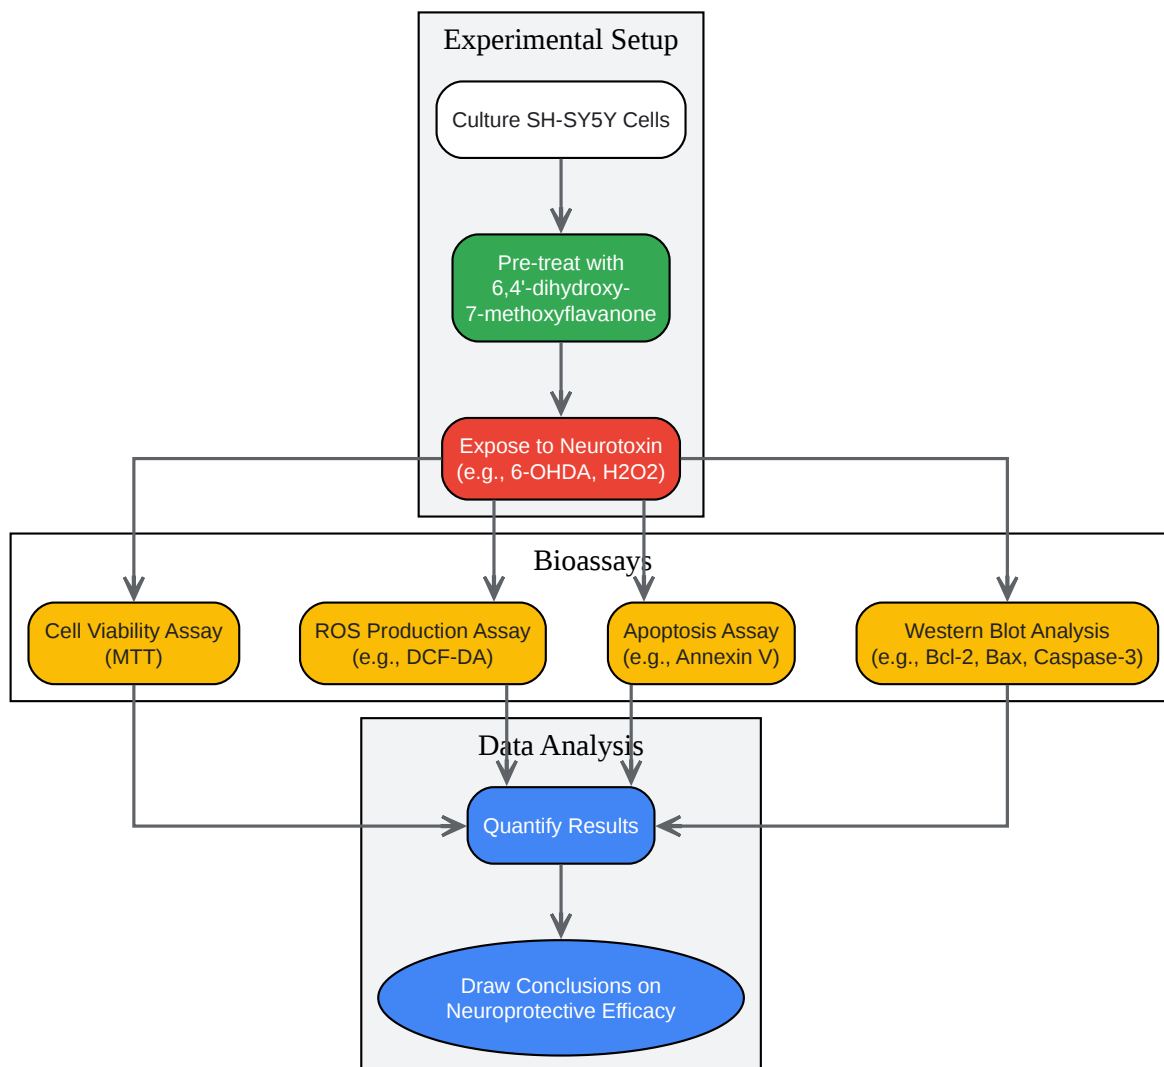 Experimental Setup
Culture SH-SY5Y Cells
Pre-treat with
6,4'-dihydroxy-
7-methoxyflavanone
Expose to Neurotoxin
(e.g., 6-OHDA, H2O2)
Bioassays
Cell Viability Assay
(MTT)
ROS Production Assay
(e.g., DCF-DA)
Apoptosis Assay
(e.g., Annexin V)
Western Blot Analysis
(e.g., Bcl-2, Bax, Caspase-3)
Data Analysis
Quantify Results
Draw Conclusions on
Neuroprotective Efficacy